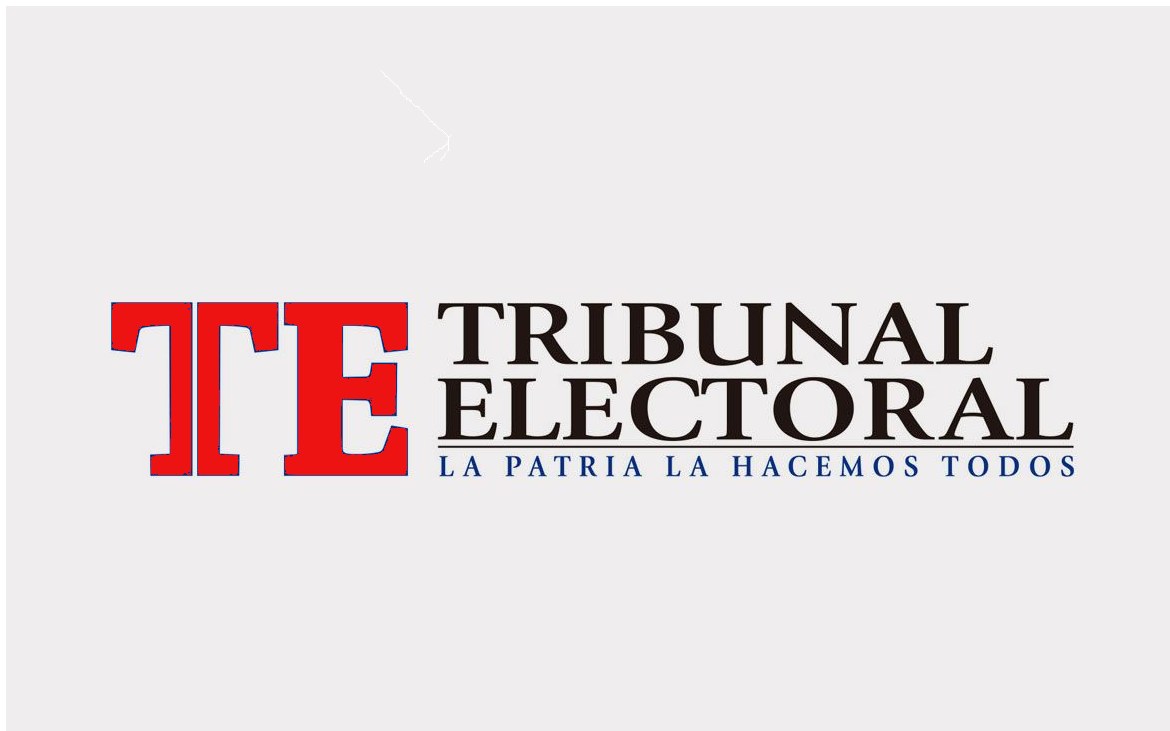 TE
TRIBUNAL
ELECTORAL
LA PATRIA LA HACEMOS TODOS